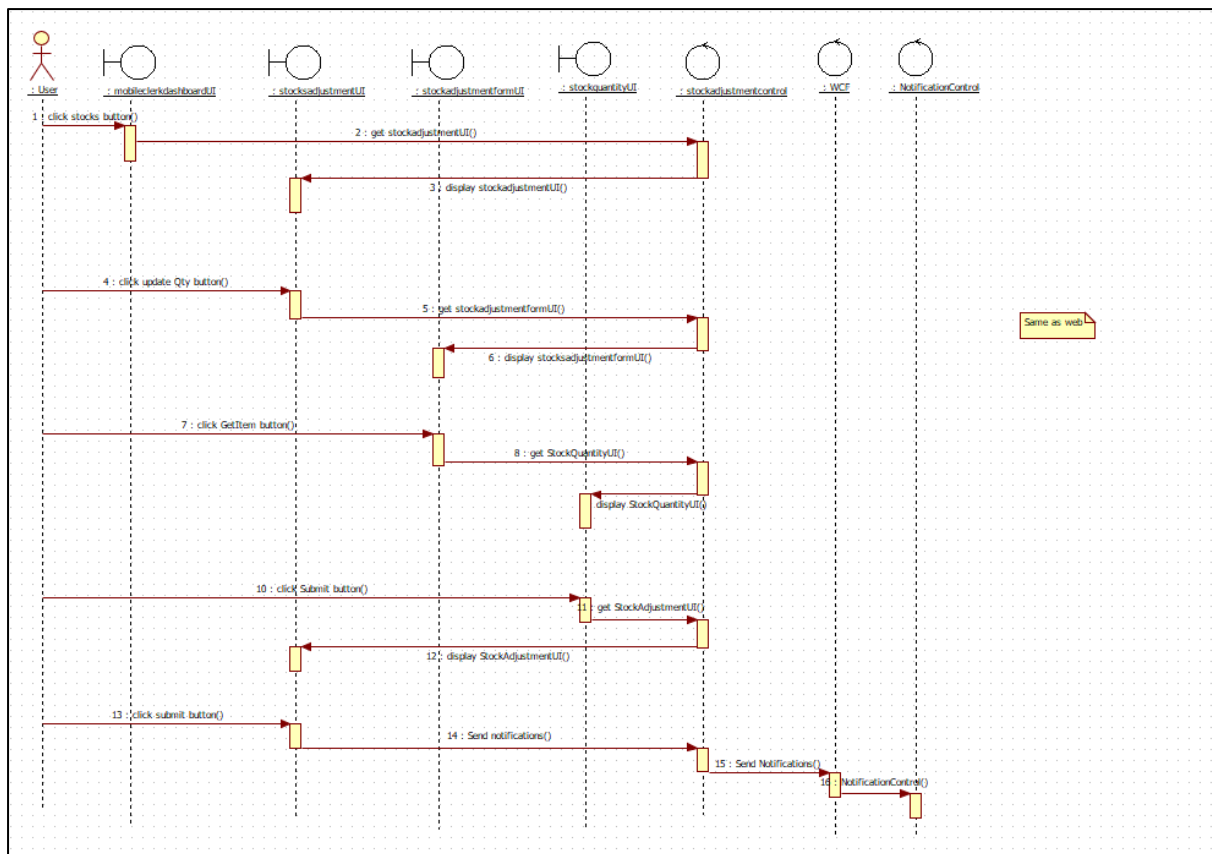 : User
: mobileclerkdashboardUI
: stocksadjustmentUI
: stockadjustmentformUI
: stockquantityUI
: stockadjustmentcontrol
: WCF
: NotificationControl
1 : click stocks button()
2 : get stockadjustmentUI()
3 : display stockadjustmentUI()
4 : click update Qty button()
5 : get stockadjustmentformUI()
Same as web
6 : display stocksadjustmentformUI()
7 : click GetItem button()
8 : get StockQuantityUI()
display StockQuantityUI()
10 : click Submit button()
11 : get StockAdjustmentUI()
12 : display StockAdjustmentUI()
13 : click submit button()
14 : Send notifications()
15 : Send Notifications()
16 : NotificationControl()